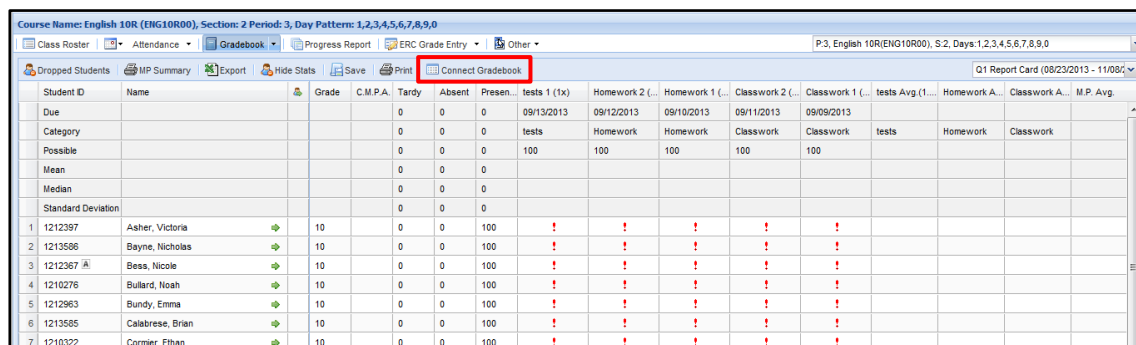 Course Name: English 10R (ENG10R00), Section: 2 Period: 3, Day Pattern: 1,2,3,4,5,6,7,8,9,0
Class Roster Attendance Gradebook Progress Report ERC Grade Entry Other P:3, English 10R(ENG10R00), S:2, Days:1,2,3,4,5,6,7,8,9,0
Dropped Students MP Summary Export Hide Stats Save Print Connect Gradebook Q1 Report Card (08/23/2013 - 11/08/
Student ID Name Grade C.M.P.A. Tardy Absent Presen... tests 1 (1x) Homework 2 (... Homework 1 (... Classwork 2 (... Classwork 1 (... tests Avg.(1.... Homework A... Classwork A... M.P. Avg.
Due 0 0 0 09/13/2013 09/12/2013 09/10/2013 09/11/2013 09/09/2013
Category 0 0 0 tests Homework Homework Classwork Classwork tests Homework Classwork
Possible 0 0 0 100 100 100 100 100
Mean 0 0 0
Median 0 0 0
Standard Deviation 0 0 0
1 1212397 Asher, Victoria 10 0 0 100 ! ! ! ! !
2 1213586 Bayne, Nicholas 10 0 0 100 ! ! ! ! !
3 1212367 A Bess, Nicole 10 0 0 100 ! ! ! ! !
4 1210276 Bullard, Noah 10 0 0 100 ! ! ! ! !
5 1212963 Bundy, Emma 10 0 0 100 ! ! ! ! !
6 1213585 Calabrese, Brian 10 0 0 100 ! ! ! ! !
7 1210322 Cormier, Ethan 10 0 0 100 ! ! ! ! !